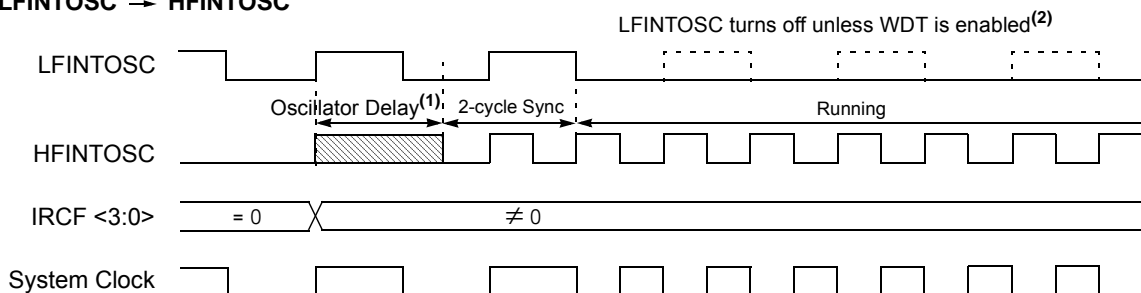 LFINTOSC → HFINTOSC
LFINTOSC turns off unless WDT is enabled(2)
LFINTOSC
Oscillator Delay(1)
2-cycle Sync
Running
HFINTOSC
IRCF <3:0>
= 0
≠ 0
System Clock